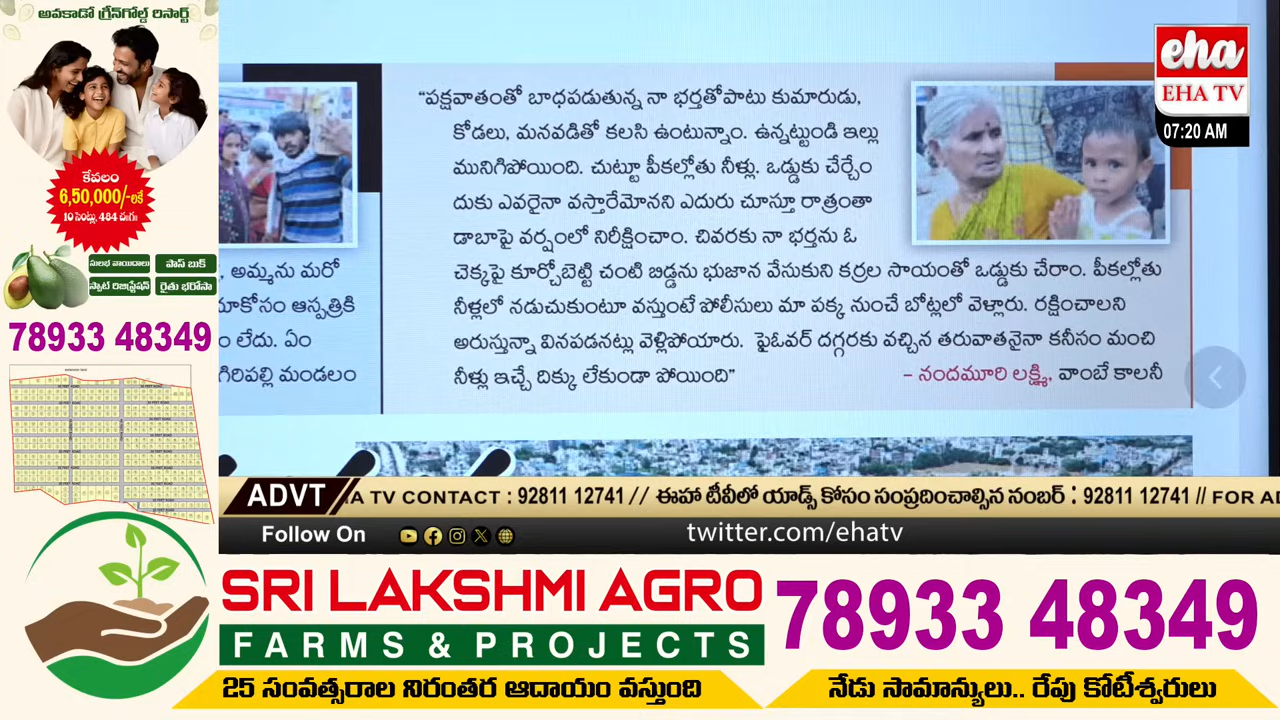 అవకాడో గ్రీన్‌గోల్డ్ రిసార్ట్
కేవలం
6,50,000/-లకే
10 సెంట్లు, 484 చ౹౹గ౹౹
సులభ వాయిదాలు
పాస్ బుక్
స్పాట్ రిజిస్ట్రేషన్
రైతు భరోసా
78933 48349
eha
EHA TV
07:20 AM
“పక్షవాతంతో బాధపడుతున్న నా భర్తతోపాటు కుమారుడు,
కోడలు, మనవడితో కలసి ఉంటున్నాం. ఉన్నట్టుండి ఇల్లు
మునిగిపోయింది. చుట్టూ పీకల్లోతు నీళ్లు. ఒడ్డుకు చేర్చేం
దుకు ఎవరైనా వస్తారేమోనని ఎదురు చూస్తూ రాత్రంతా
డాబాపై వర్షంలో నిరీక్షించాం. చివరకు నా భర్తను ఓ
చెక్కపై కూర్చోబెట్టి చంటి బిడ్డను భుజాన వేసుకుని కర్రల సాయంతో ఒడ్డుకు చేరాం. పీకల్లోతు
నీళ్లలో నడుచుకుంటూ వస్తుంటే పోలీసులు మా పక్క నుంచే బోట్లలో వెళ్లారు. రక్షించాలని
అరుస్తున్నా వినపడనట్లు వెళ్లిపోయారు. ఫ్లైఓవర్ దగ్గరకు వచ్చిన తరువాతనైనా కనీసం మంచి
నీళ్లు ఇచ్చే దిక్కు లేకుండా పోయింది”
– నందమూరి లక్ష్మి, వాంబే కాలనీ
, అమ్మను మరో
మాకోసం ఆస్పత్రికి
లేదు. ఏం
గిరిపల్లి మండలం
ADVT
A TV CONTACT : 92811 12741 // ఈహా టీవీలో యాడ్స్ కోసం సంప్రదించాల్సిన నంబర్ : 92811 12741 // FOR AD
Follow On
twitter.com/ehatv
SRI LAKSHMI AGRO
FARMS & PROJECTS
78933 48349
25 సంవత్సరాల నిరంతర ఆదాయం వస్తుంది
నేడు సామాన్యులు.. రేపు కోటీశ్వరులు